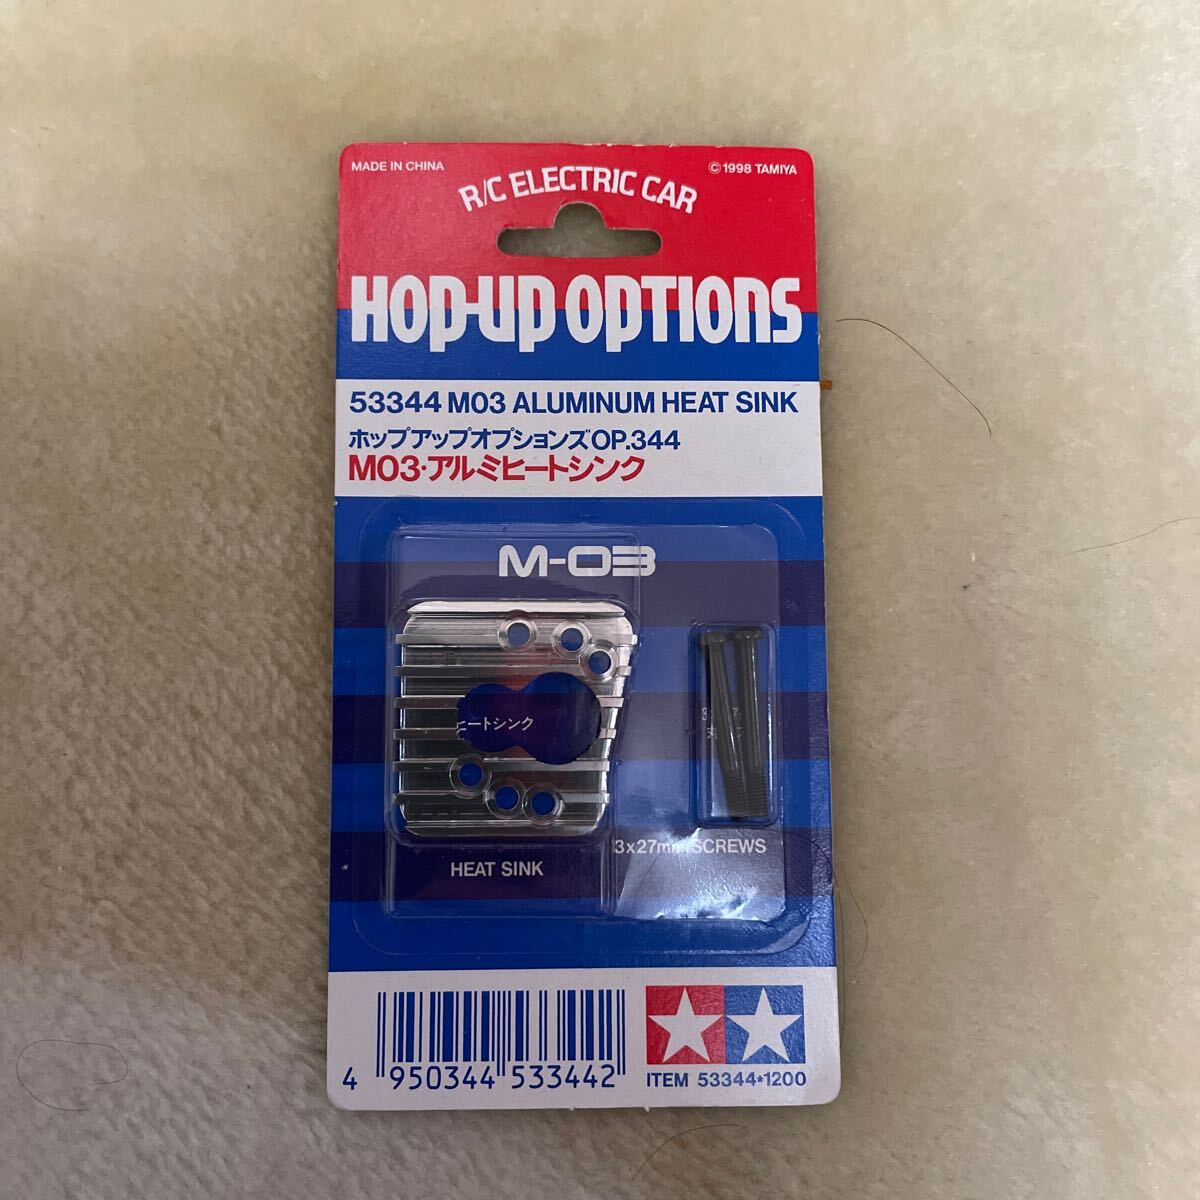 MADE IN CHINA
© 1998 TAMIYA
R/C ELECTRIC CAR
HOP-UP OPTIONS
53344 M03 ALUMINUM HEAT SINK
ホップアップオプションズOP.344
M03・アルミヒートシンク
M-03
ヒートシンク
HEAT SINK
3x27mm SCREWS
4 950344 533442
ITEM 53344*1200